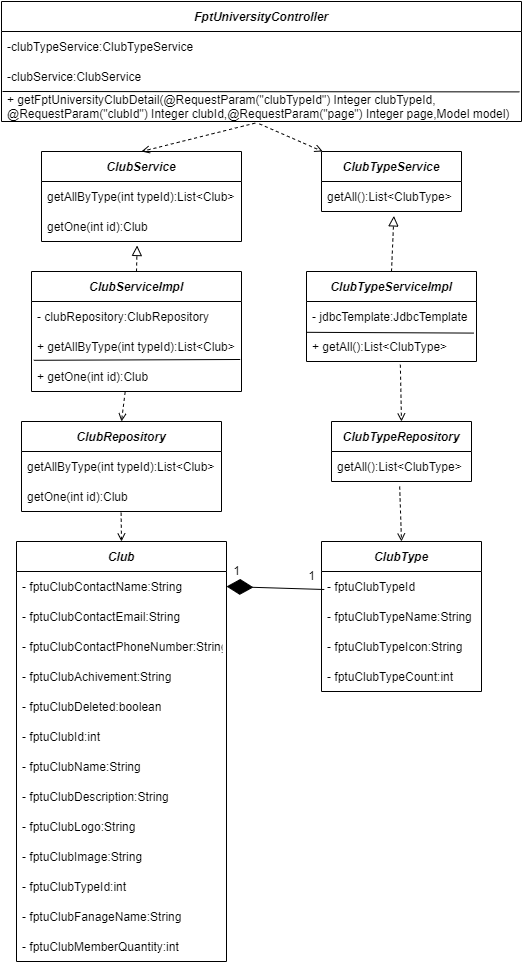 FptUniversityController
-clubTypeService:ClubTypeService
-clubService:ClubService
+ getFptUniversityClubDetail(@RequestParam("clubTypeId") Integer clubTypeId,
@RequestParam("clubId") Integer clubId,@RequestParam("page") Integer page,Model model)
ClubService
getAllByType(int typeId):List<Club>
getOne(int id):Club
ClubTypeService
getAll():List<ClubType>
ClubServiceImpl
- clubRepository:ClubRepository
+ getAllByType(int typeId):List<Club>
+ getOne(int id):Club
ClubTypeServiceImpl
- jdbcTemplate:JdbcTemplate
+ getAll():List<ClubType>
ClubRepository
getAllByType(int typeId):List<Club>
getOne(int id):Club
ClubTypeRepository
getAll():List<ClubType>
Club
- fptuClubContactName:String
- fptuClubContactEmail:String
- fptuClubContactPhoneNumber:String
- fptuClubAchivement:String
- fptuClubDeleted:boolean
- fptuClubId:int
- fptuClubName:String
- fptuClubDescription:String
- fptuClubLogo:String
- fptuClubImage:String
- fptuClubTypeId:int
- fptuClubFanageName:String
- fptuClubMemberQuantity:int
1
1
ClubType
- fptuClubTypeId
- fptuClubTypeName:String
- fptuClubTypeIcon:String
- fptuClubTypeCount:int